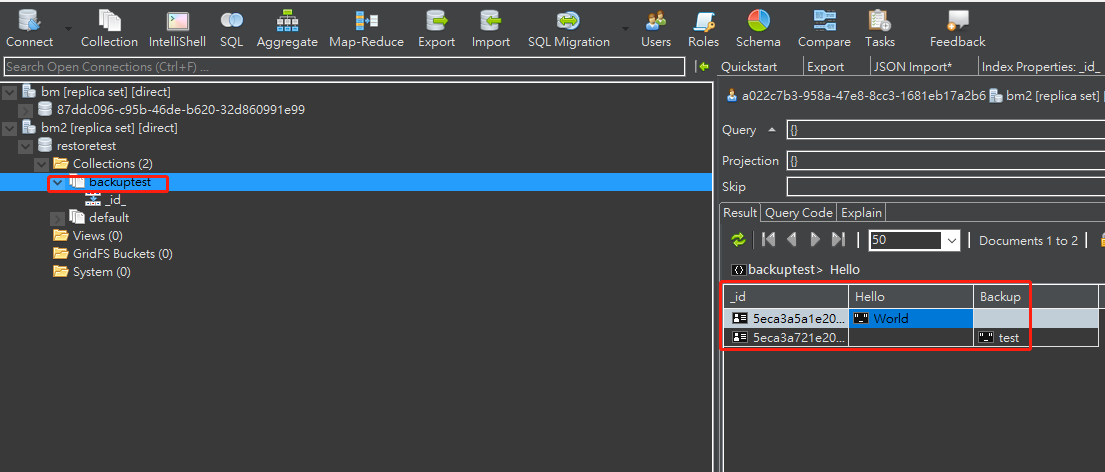 Connect Collection IntelliShell SQL Aggregate Map-Reduce Export Import SQL Migration Users Roles Schema Compare Tasks Feedback
Search Open Connections (Ctrl+F) ...
bm [replica set] [direct]
87ddc096-c95b-46de-b620-32d860991e99
bm2 [replica set] [direct]
restoretest
Collections (2)
backuptest
_id_
default
Views (0)
GridFS Buckets (0)
System (0)
Quickstart Export JSON Import* Index Properties: _id_
a022c7b3-958a-47e8-8cc3-1681eb17a2b6 bm2 [replica set] [
Query {}
Projection {}
Skip
Result Query Code Explain
50 Documents 1 to 2
backuptest> Hello
_id Hello Backup
5eca3a5a1e20... World
5eca3a721e20... test